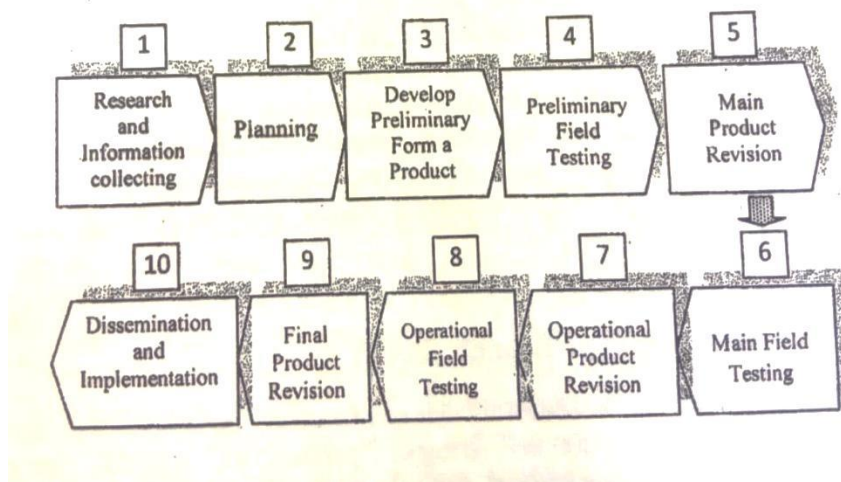 1
Research
and
Information
collecting
2
Planning
3
Develop
Preliminary
Form a
Product
4
Preliminary
Field
Testing
5
Main
Product
Revision
6
Main Field
Testing
7
Operational
Product
Revision
8
Operational
Field
Testing
9
Final
Product
Revision
10
Dissemination
and
Implementation